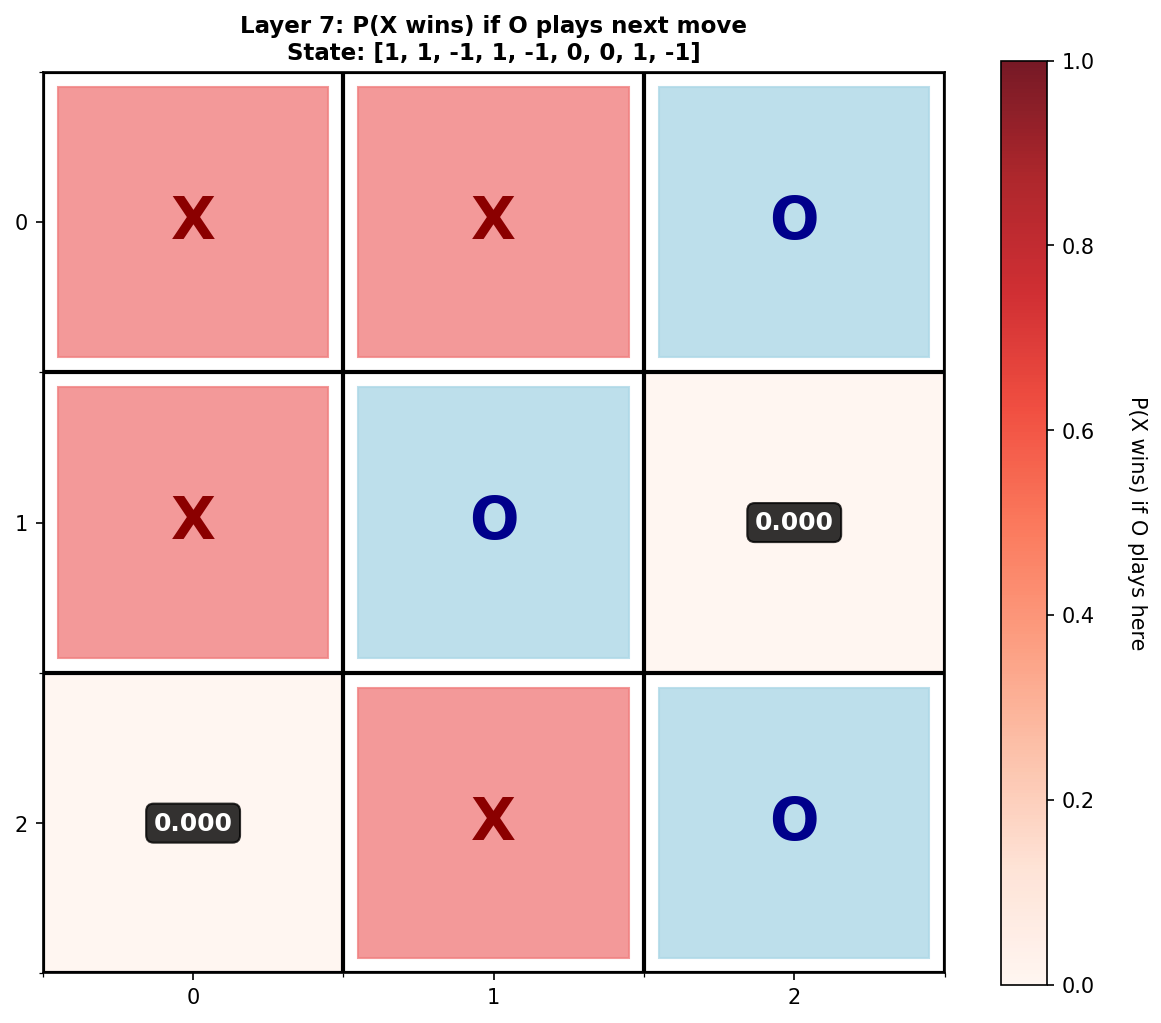 Layer 7: P(X wins) if O plays next move
State: [1, 1, -1, 1, -1, 0, 0, 1, -1]
0
X
X
O
1
X
O
0.000
2
0.000
X
O
0
1
2
1.0
0.8
0.6
0.4
0.2
0.0
P(X wins) if O plays here